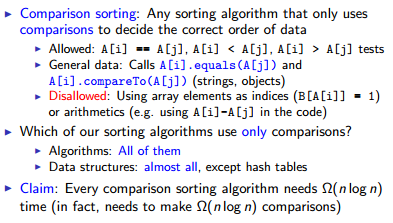 ▸ Comparison sorting: Any sorting algorithm that only uses
comparisons to decide the correct order of data
▸ Allowed: A[i] == A[j], A[i] < A[j], A[i] > A[j] tests
▸ General data: Calls A[i].equals(A[j]) and
A[i].compareTo(A[j]) (strings, objects)
▸ Disallowed: Using array elements as indices (B[A[i]] = 1)
or arithmetics (e.g. using A[i]-A[j] in the code)
▸ Which of our sorting algorithms use only comparisons?
▸ Algorithms: All of them
▸ Data structures: almost all, except hash tables
▸ Claim: Every comparison sorting algorithm needs Ω(n log n)
time (in fact, needs to make Ω(n log n) comparisons)